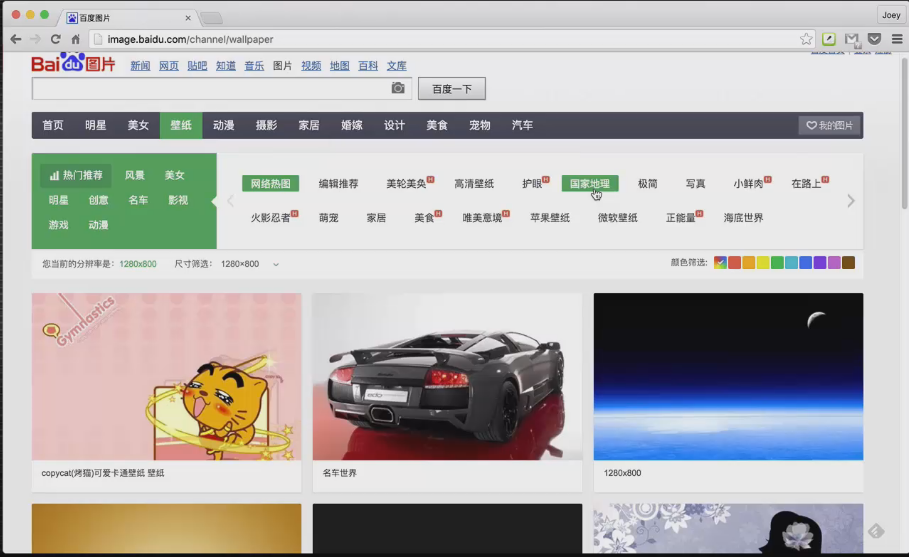 百度图片
Joey
image.baidu.com/channel/wallpaper
Bai du 图片 新闻 网页 贴吧 知道 音乐 图片 视频 地图 百科 文库
百度一下
首页 明星 美女 壁纸 动漫 摄影 家居 婚嫁 设计 美食 宠物 汽车 我的图片
热门推荐 风景 美女
明星 创意 名车 影视
游戏 动漫
网络热图 编辑推荐 美轮美奂 H 高清壁纸 护眼 H 国家地理 极简 写真 小鲜肉 H 在路上 H
火影忍者 H 萌宠 家居 美食 H 唯美意境 H 苹果壁纸 微软壁纸 正能量 H 海底世界
您当前的分辨率是: 1280x800 尺寸筛选: 1280×800 颜色筛选:
Gymnastics
copycat(烤猫)可爱卡通壁紙 壁紙
名车世界
1280x800